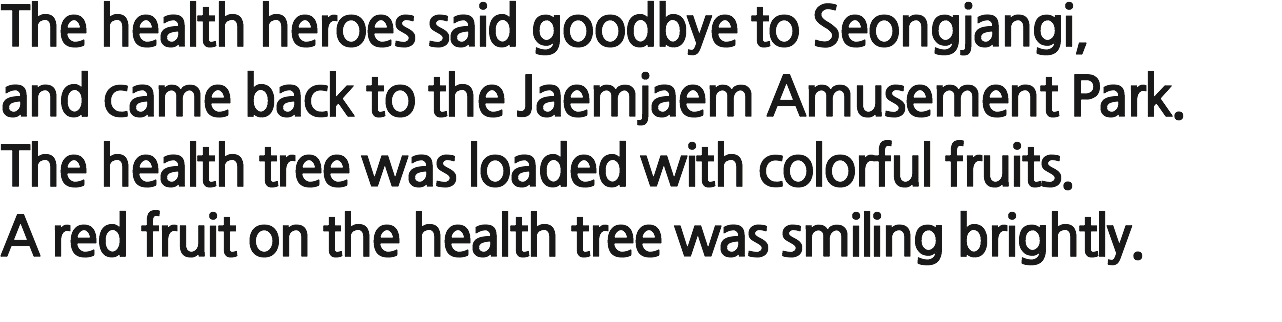 The health heroes said goodbye to Seongjangi,
and came back to the Jaemjaem Amusement Park.
The health tree was loaded with colorful fruits.
A red fruit on the health tree was smiling brightly.